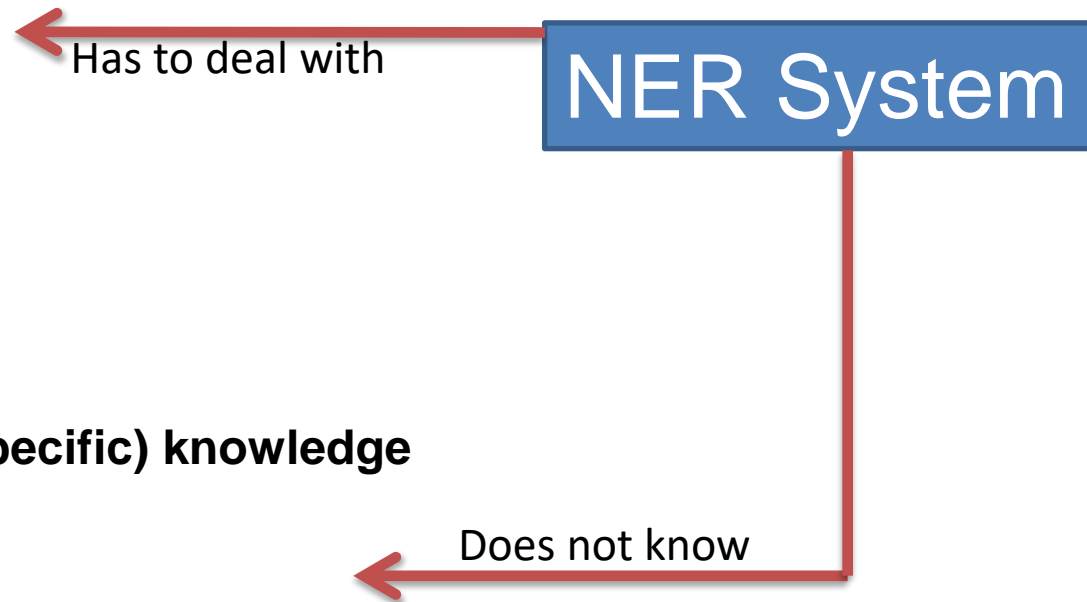 Has to deal with
NER System
pecific) knowledge
Does not know